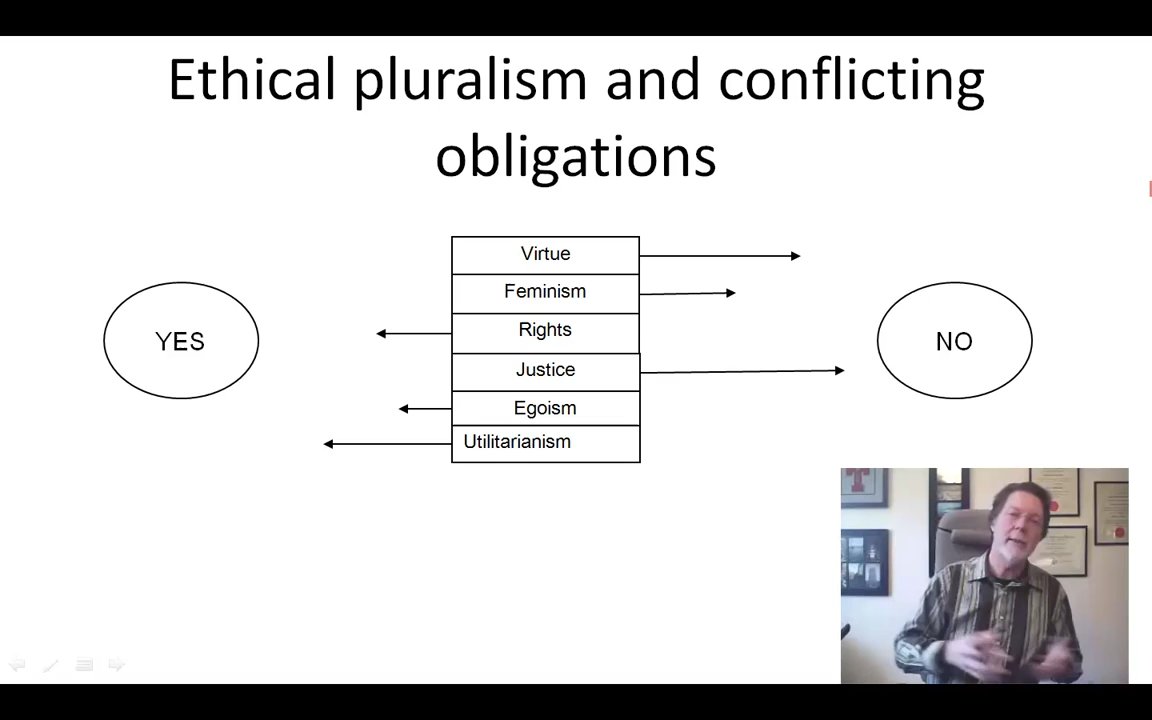 Ethical pluralism and conflicting
obligations
Virtue
Feminism
Rights
YES
NO
Justice
Egoism
Utilitarianism
T